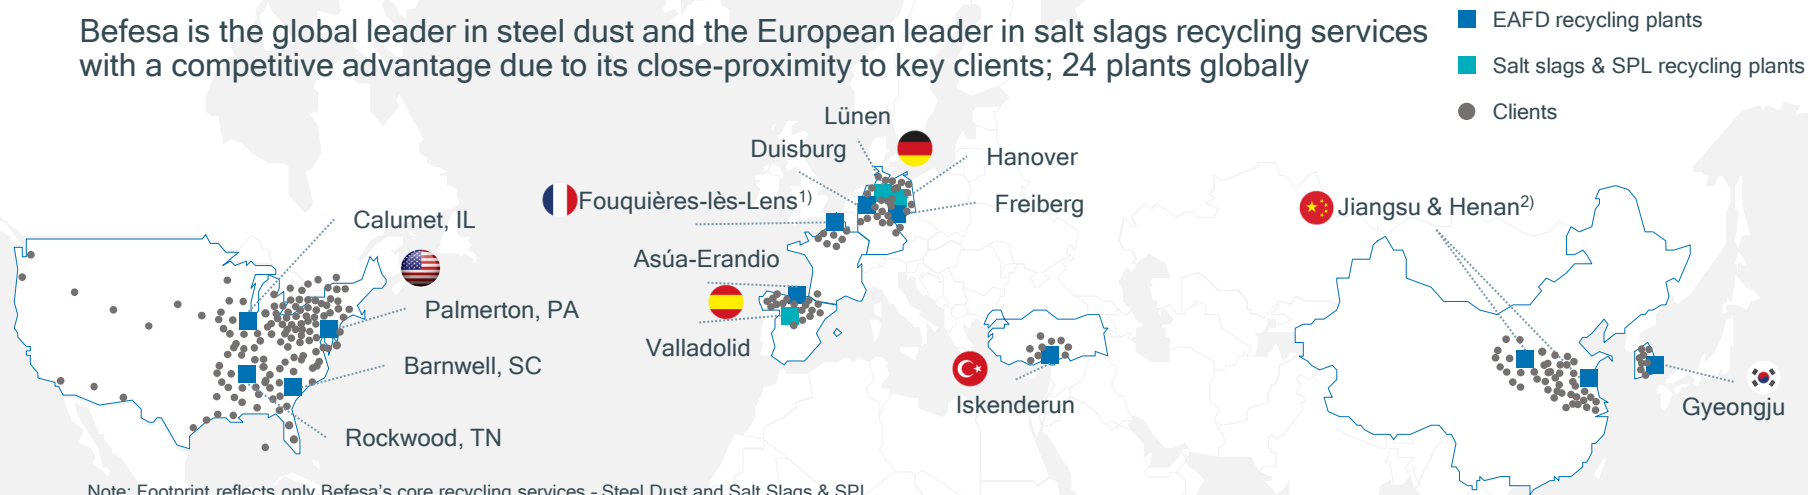 Befesa is the global leader in steel dust and the European leader in salt slags recycling services
with a competitive advantage due to its close-proximity to key clients; 24 plants globally
EAFD recycling plants
Salt slags & SPL recycling plants
Clients
Calumet, IL
Palmerton, PA
Barnwell, SC
Rockwood, TN
Lünen
Duisburg
Hanover
Fouquières-lès-Lens1)
Freiberg
Asúa-Erandio
Valladolid
Iskenderun
Jiangsu & Henan2)
Gyeongju
Note: Footprint reflects only Befesa's core recycling services - Steel Dust and Salt Slags & SPL